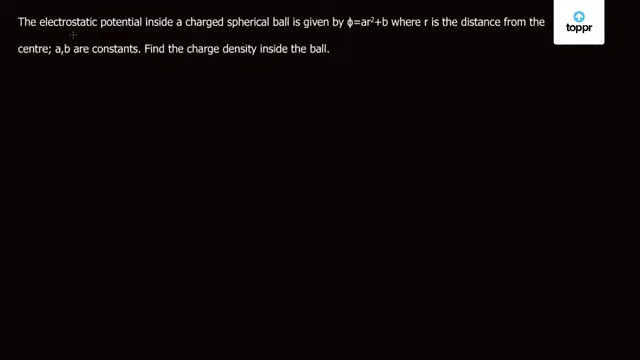 The electrostatic potential inside a charged spherical ball is given by ϕ=ar²+b where r is the distance from the
centre; a,b are constants. Find the charge density inside the ball.
toppr